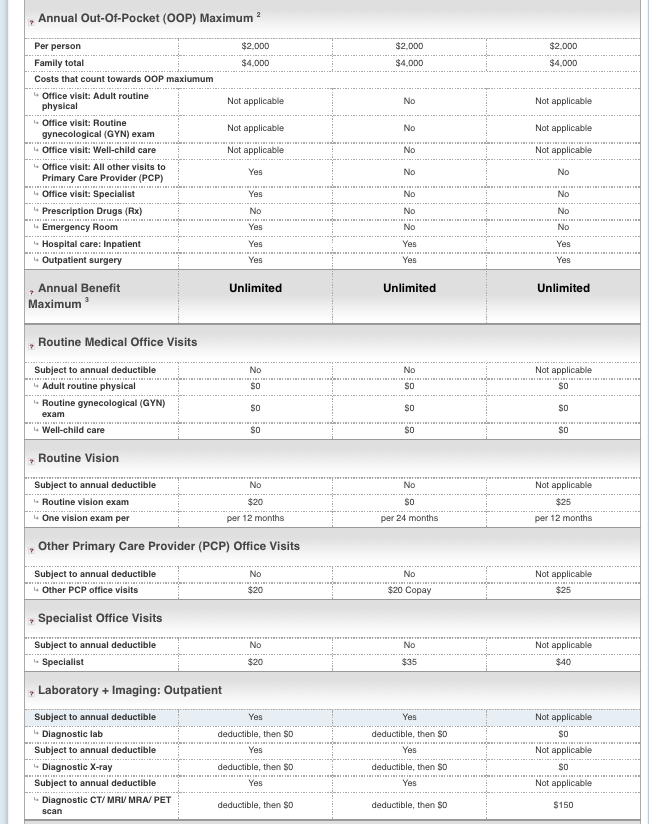 ? Annual Out-Of-Pocket (OOP) Maximum 2
Per person $2,000 $2,000 $2,000
Family total $4,000 $4,000 $4,000
Costs that count towards OOP maxiumum
Office visit: Adult routine physical Not applicable No Not applicable
Office visit: Routine gynecological (GYN) exam Not applicable No Not applicable
Office visit: Well-child care Not applicable No Not applicable
Office visit: All other visits to Primary Care Provider (PCP) Yes No No
Office visit: Specialist Yes No No
Prescription Drugs (Rx) No No No
Emergency Room Yes No No
Hospital care: Inpatient Yes Yes Yes
Outpatient surgery Yes Yes Yes
? Annual Benefit Maximum 3 Unlimited Unlimited Unlimited
? Routine Medical Office Visits
Subject to annual deductible No No Not applicable
Adult routine physical $0 $0 $0
Routine gynecological (GYN) exam $0 $0 $0
Well-child care $0 $0 $0
? Routine Vision
Subject to annual deductible No No Not applicable
Routine vision exam $20 $0 $25
One vision exam per per 12 months per 24 months per 12 months
? Other Primary Care Provider (PCP) Office Visits
Subject to annual deductible No No Not applicable
Other PCP office visits $20 $20 Copay $25
? Specialist Office Visits
Subject to annual deductible No No Not applicable
Specialist $20 $35 $40
? Laboratory + Imaging: Outpatient
Subject to annual deductible Yes Yes Not applicable
Diagnostic lab deductible, then $0 deductible, then $0 $0
Subject to annual deductible Yes Yes Not applicable
Diagnostic X-ray deductible, then $0 deductible, then $0 $0
Subject to annual deductible Yes Yes Not applicable
Diagnostic CT/ MRI/ MRA/ PET scan deductible, then $0 deductible, then $0 $150